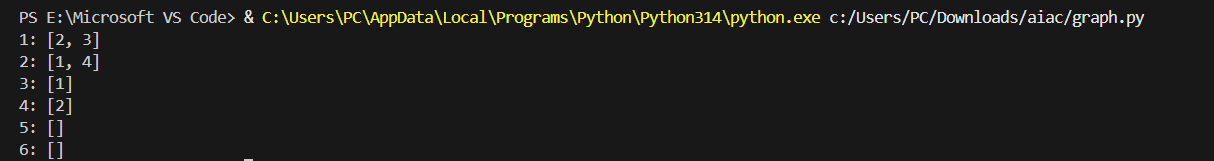 PS E:\Microsoft VS Code> & C:\Users\PC\AppData\Local\Programs\Python\Python314\python.exe c:/Users/PC/Downloads/aiac/graph.py
1: [2, 3]
2: [1, 4]
3: [1]
4: [2]
5: []
6: []